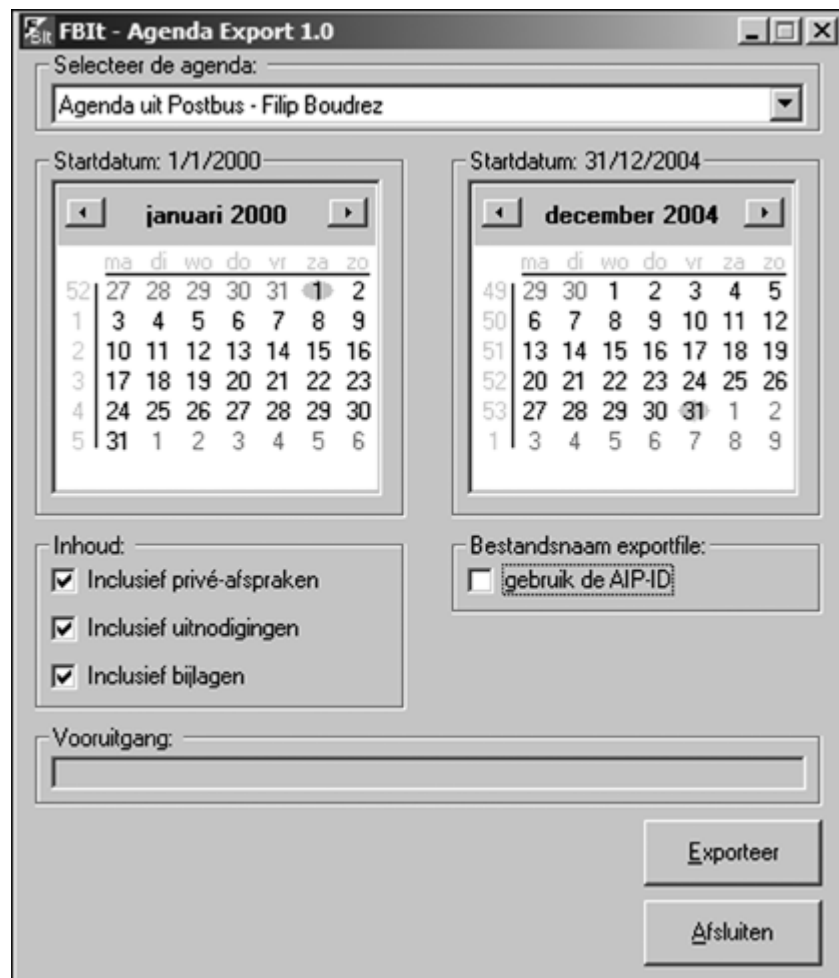 FBIt - Agenda Export 1.0
Selecteer de agenda:
Agenda uit Postbus - Filip Boudrez
Startdatum: 1/1/2000
januari 2000
ma di wo do vr za zo
52 27 28 29 30 31 1 2
1 3 4 5 6 7 8 9
2 10 11 12 13 14 15 16
3 17 18 19 20 21 22 23
4 24 25 26 27 28 29 30
5 31 1 2 3 4 5 6
Startdatum: 31/12/2004
december 2004
ma di wo do vr za zo
49 29 30 1 2 3 4 5
50 6 7 8 9 10 11 12
51 13 14 15 16 17 18 19
52 20 21 22 23 24 25 26
53 27 28 29 30 31 1 2
1 3 4 5 6 7 8 9
Inhoud:
Inclusief privé-afspraken
Inclusief uitnodigingen
Inclusief bijlagen
Bestandsnaam exportfile:
gebruik de AIP-ID
Vooruitgang:
Exporteer
Afsluiten